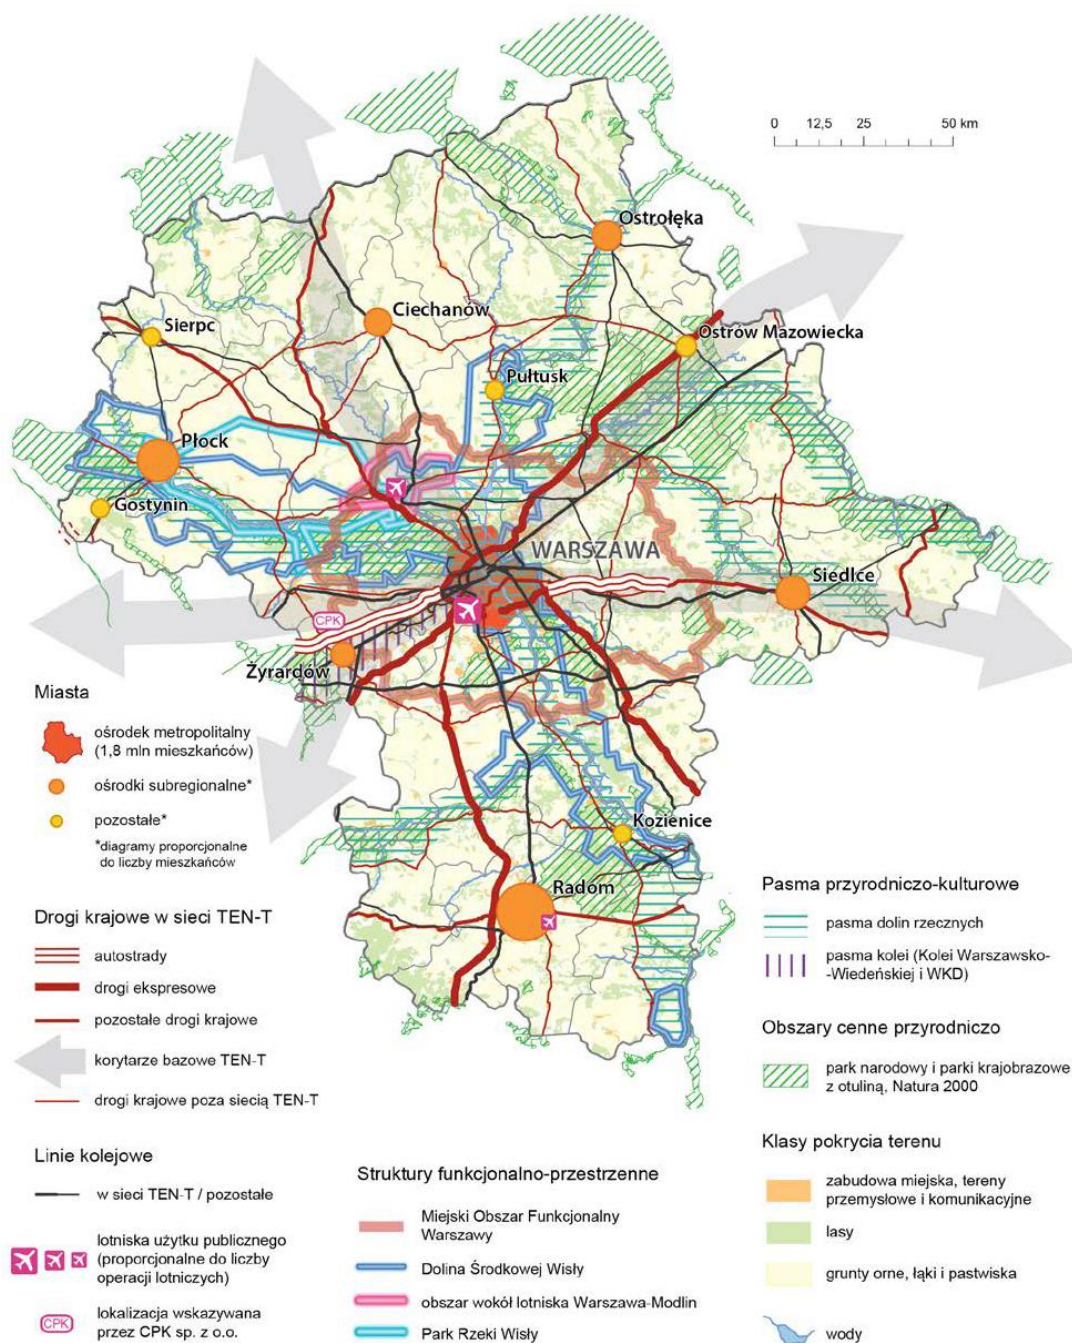 0 12,5 25 50 km
Ostrołęka
Ciechanów
Sierpc
Ostrów Mazowiecka
Pułtusk
Płock
Gostynin
WARSZAWA
Siedlce
CPK
Żyrardów
Kozienice
Radom
Miasta
ośrodek metropolitalny
(1,8 mln mieszkańców)
ośrodki subregionalne*
pozostałe*
*diagramy proporcjonalne
do liczby mieszkańców
Drogi krajowe w sieci TEN-T
autostrady
drogi ekspresowe
pozostałe drogi krajowe
korytarze bazowe TEN-T
drogi krajowe poza siecią TEN-T
Linie kolejowe
w sieci TEN-T / pozostałe
lotniska użytku publicznego
(proporcjonalne do liczby
operacji lotniczych)
CPK
lokalizacja wskazywana
przez CPK sp. z o.o.
Struktury funkcjonalno-przestrzenne
Miejski Obszar Funkcjonalny
Warszawy
Dolina Środkowej Wisły
obszar wokół lotniska Warszawa-Modlin
Park Rzeki Wisły
Pasma przyrodniczo-kulturowe
pasma dolin rzecznych
pasma kolei (Kolei Warszawsko-
-Wiedeńskiej i WKD)
Obszary cenne przyrodniczo
park narodowy i parki krajobrazowe
z otuliną, Natura 2000
Klasy pokrycia terenu
zabudowa miejska, tereny
przemysłowe i komunikacyjne
lasy
grunty orne, łąki i pastwiska
wody